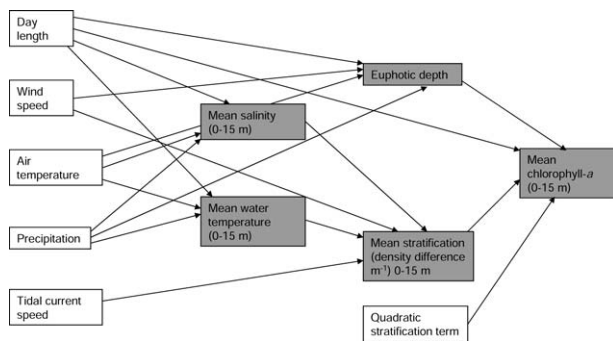 Day
length
Wind
speed
Air
temperature
Precipitation
Tidal current
speed
Mean salinity
(0-15 m)
Mean water
temperature
(0-15 m)
Euphotic depth
Mean stratification
(density difference
m⁻¹) 0-15 m
Quadratic
stratification term
Mean
chlorophyll-a
(0-15 m)